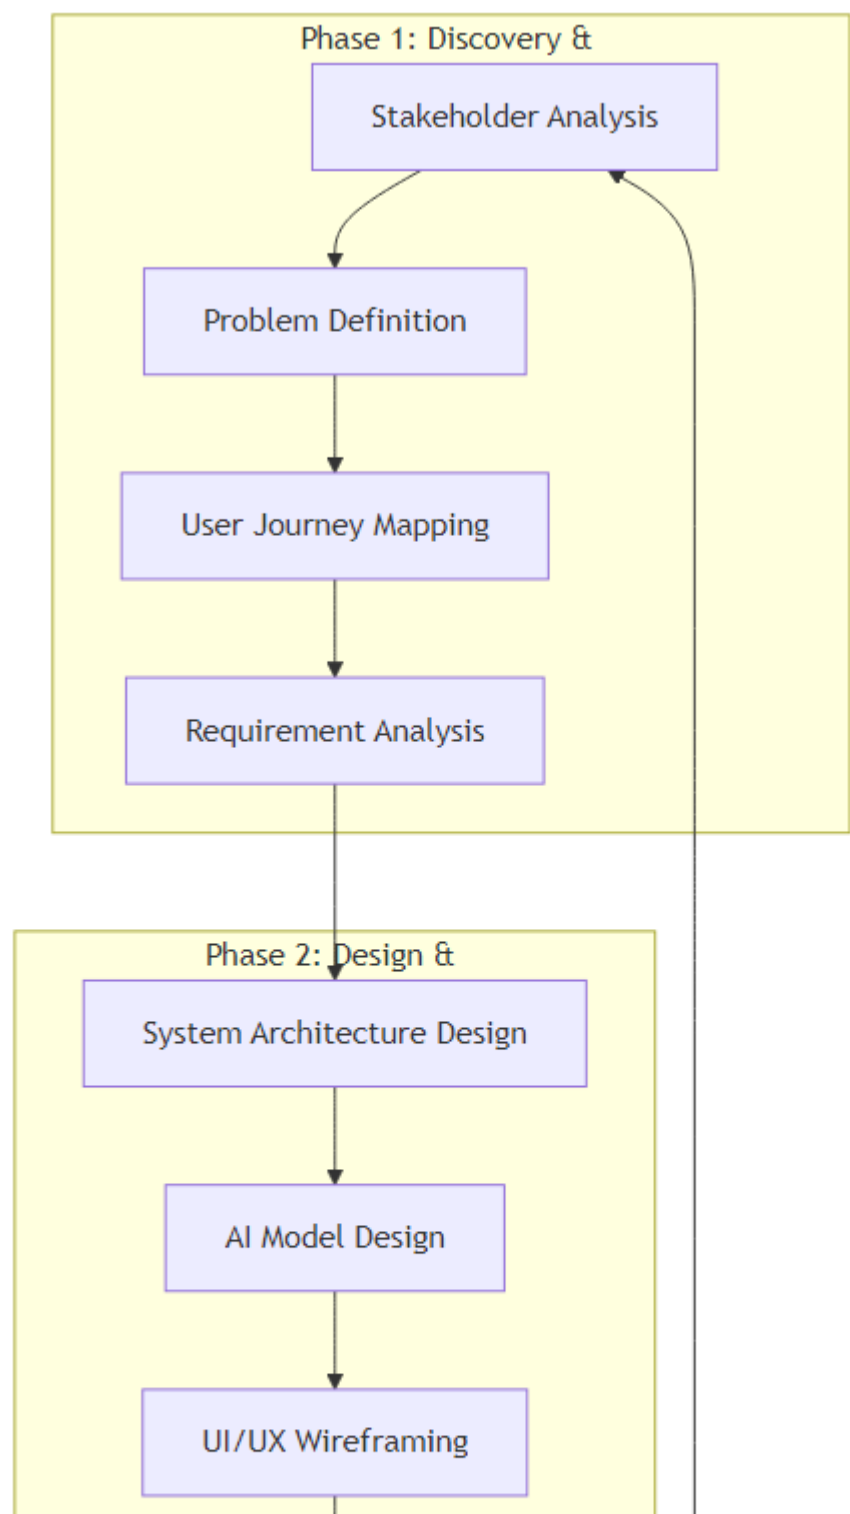 Phase 1: Discovery &
Stakeholder Analysis
Problem Definition
User Journey Mapping
Requirement Analysis
Phase 2: Design &
System Architecture Design
AI Model Design
UI/UX Wireframing